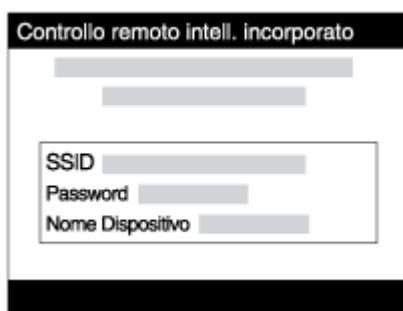 Controllo remoto intell. incorporato
SSID
Password
Nome Dispositivo